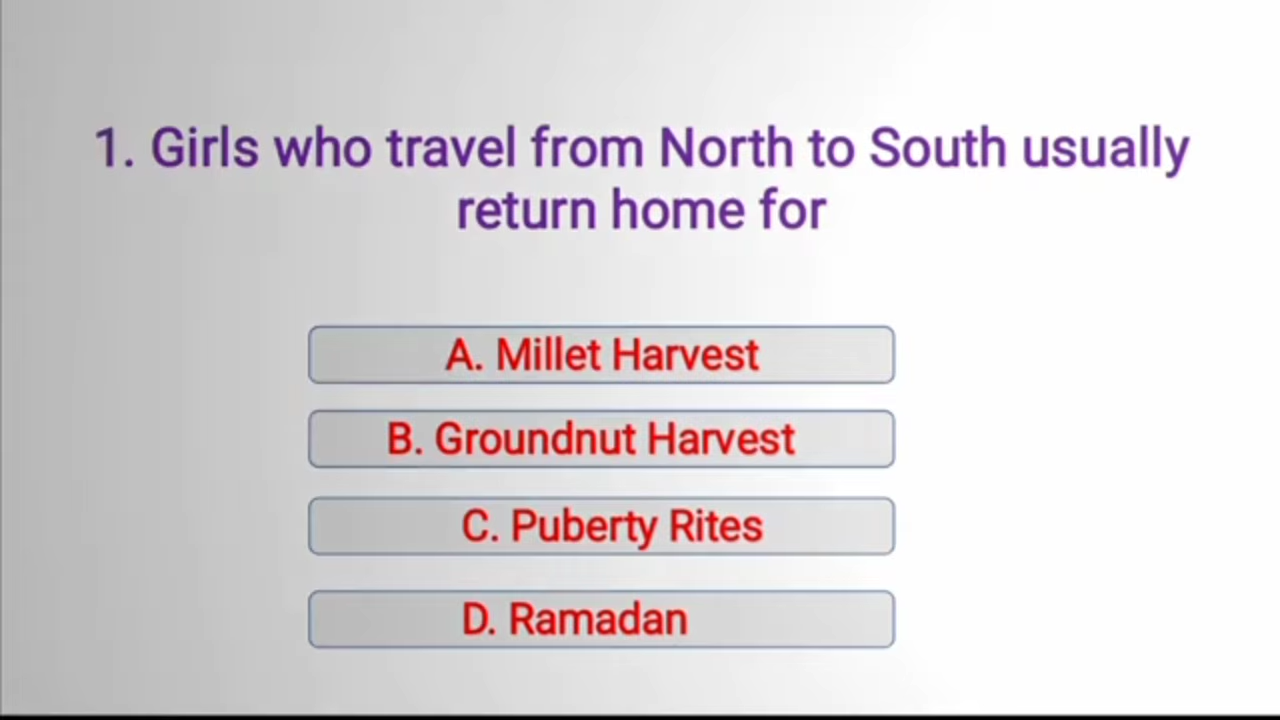 1. Girls who travel from North to South usually
return home for
A. Millet Harvest
B. Groundnut Harvest
C. Puberty Rites
D. Ramadan